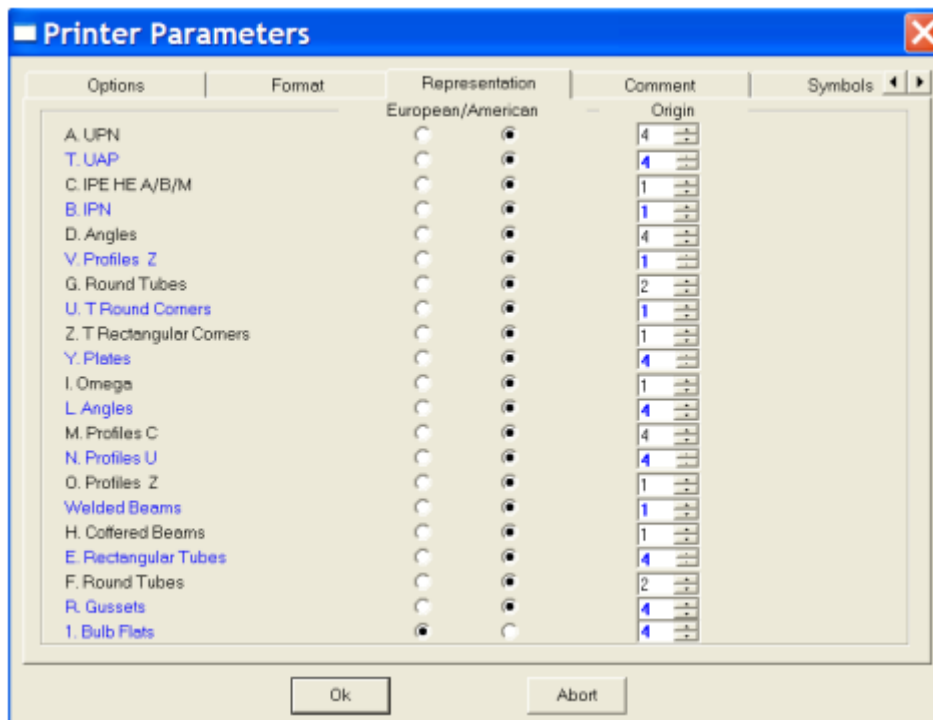 Printer Parameters
Options Format Representation Comment Symbols
European/American Origin
A. UPN 4
T. UAP 4
C. IPE HE A/B/M 1
B. IPN 1
D. Angles 4
V. Profiles Z 1
G. Round Tubes 2
U. T Round Corners 1
Z. T Rectangular Corners 1
Y. Plates 4
I. Omega 1
L. Angles 4
M. Profiles C 4
N. Profiles U 4
O. Profiles Z 1
Welded Beams 1
H. Coffered Beams 1
E. Rectangular Tubes 4
F. Round Tubes 2
R. Gussets 4
1. Bulb Flats 4
Ok Abort